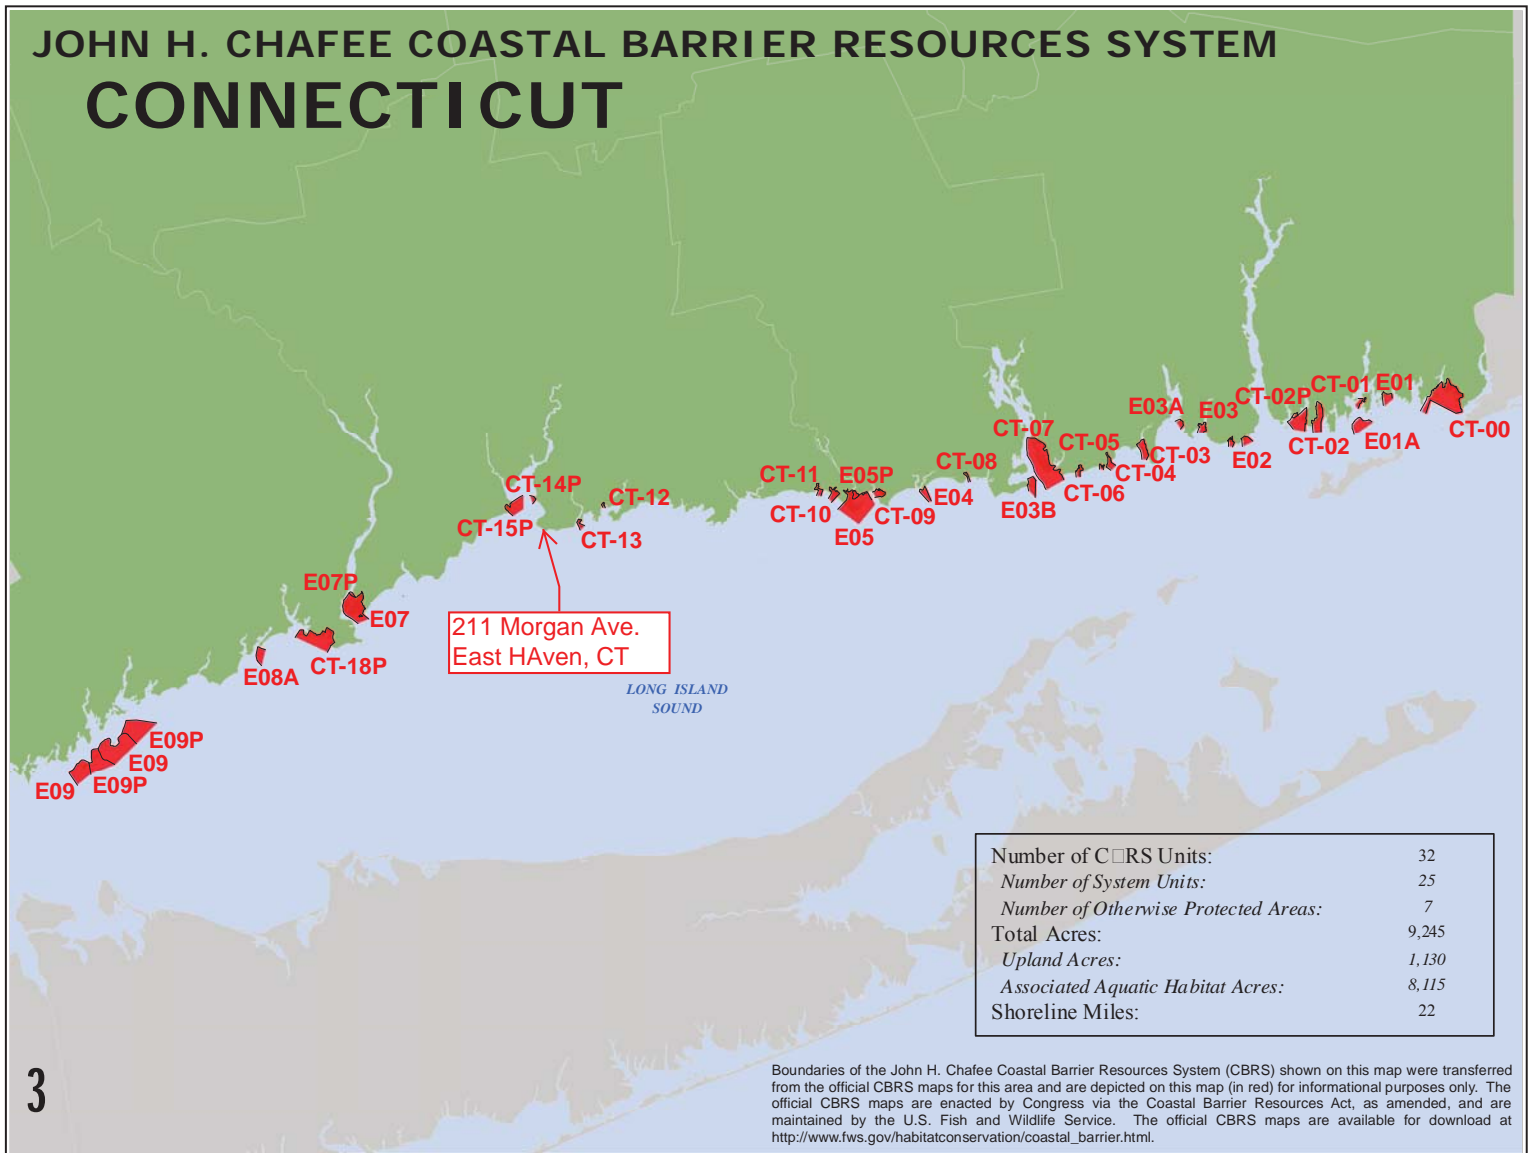 JOHN H. CHAFEE COASTAL BARRIER RESOURCES SYSTEM
CONNECTICUT
CT-02P
CT-01
E01
E03A
E03
CT-00
CT-07
CT-05
CT-02
E01A
CT-03
E02
CT-04
CT-06
CT-08
CT-11
E05P
E04
CT-10
CT-09
E03B
E05
CT-14P
CT-12
CT-15P
CT-13
E07P
E07
CT-18P
E08A
211 Morgan Ave.
East HAven, CT
LONG ISLAND
SOUND
E09P
E09
E09P
E09
Number of C□RS Units: 32
Number of System Units: 25
Number of Otherwise Protected Areas: 7
Total Acres: 9,245
Upland Acres: 1,130
Associated Aquatic Habitat Acres: 8,115
Shoreline Miles: 22
3
Boundaries of the John H. Chafee Coastal Barrier Resources System (CBRS) shown on this map were transferred
from the official CBRS maps for this area and are depicted on this map (in red) for informational purposes only. The
official CBRS maps are enacted by Congress via the Coastal Barrier Resources Act, as amended, and are
maintained by the U.S. Fish and Wildlife Service. The official CBRS maps are available for download at
http://www.fws.gov/habitatconservation/coastal_barrier.html.